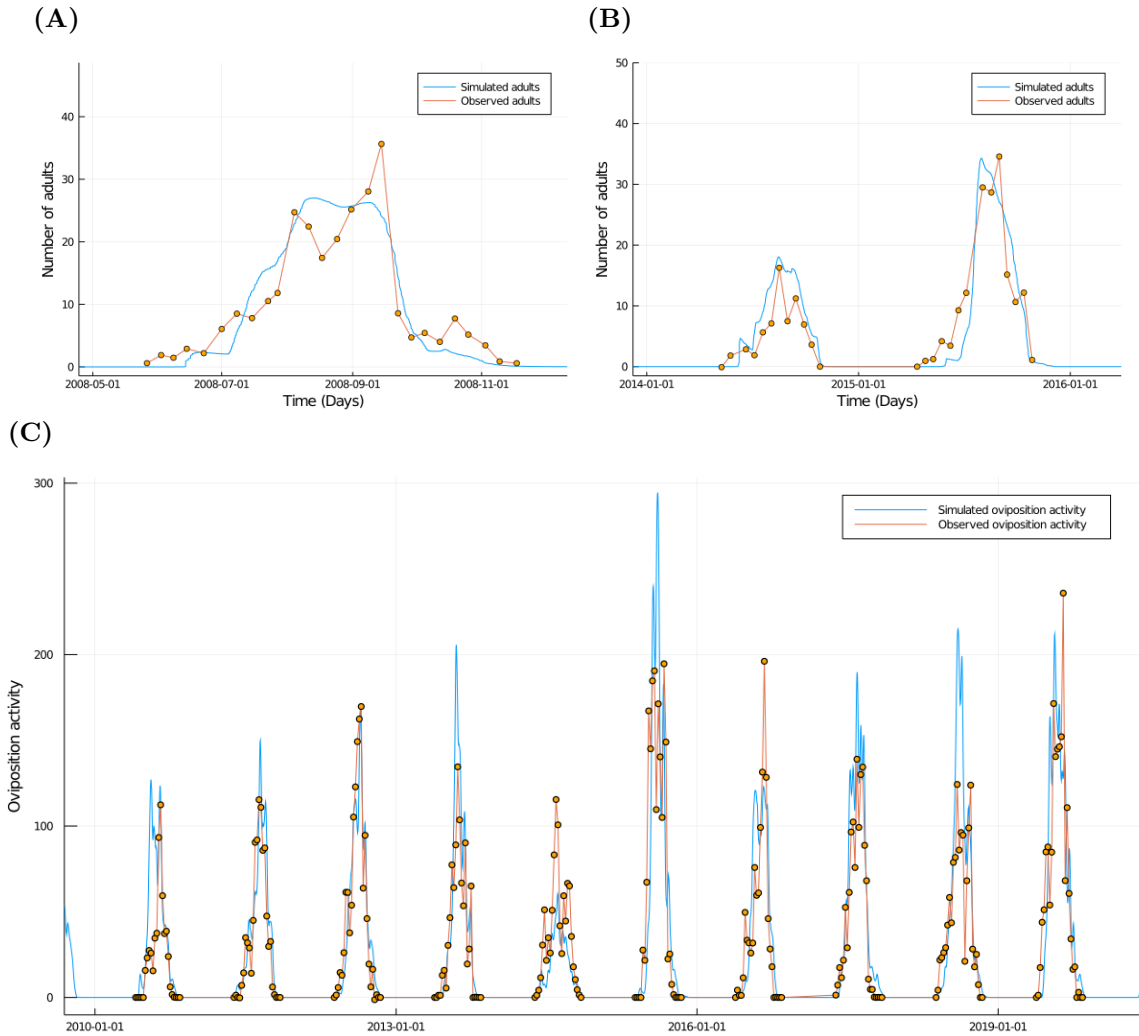 (A)
Number of adults
40
30
20
10
0
2008-05-01
2008-07-01
2008-09-01
2008-11-01
Time (Days)
Simulated adults
Observed adults
(B)
Number of adults
50
40
30
20
10
0
2014-01-01
2015-01-01
2016-01-01
Time (Days)
Simulated adults
Observed adults
(C)
Oviposition activity
300
200
100
0
2010-01-01
2013-01-01
2016-01-01
2019-01-01
Simulated oviposition activity
Observed oviposition activity